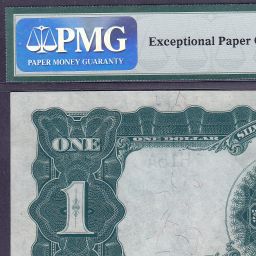 PMG
PAPER MONEY GUARANTY
Exceptional Paper
ONE
ONE DOLLAR
1